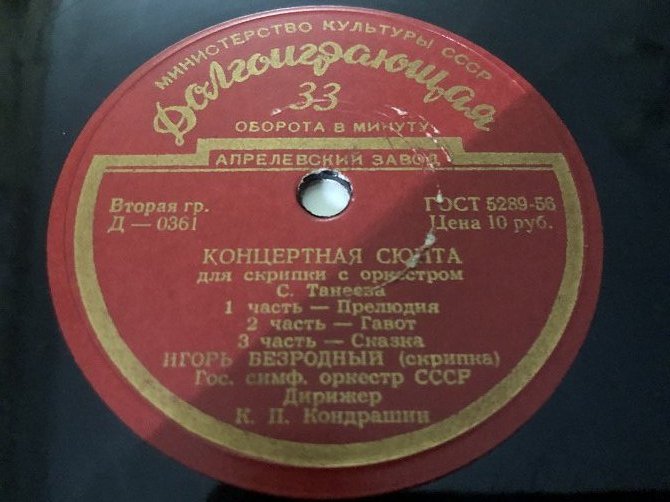 МИНИСТЕРСТВО КУЛЬТУРЫ СССР
Долгоиграющая
33
ОБОРОТА В МИНУТУ
АПРЕЛЕВСКИЙ ЗАВОД
Вторая гр.
Д — 0361
ГОСТ 5289-56
Цена 10 руб.
КОНЦЕРТНАЯ СЮИТА
для скрипки с оркестром
С. Танеева
1 часть — Прелюдия
2 часть — Гавот
3 часть — Сказка
ИГОРЬ БЕЗРОДНЫЙ (скрипка)
Гос. симф. оркестр СССР
Дирижер
К. П. Кондрашин